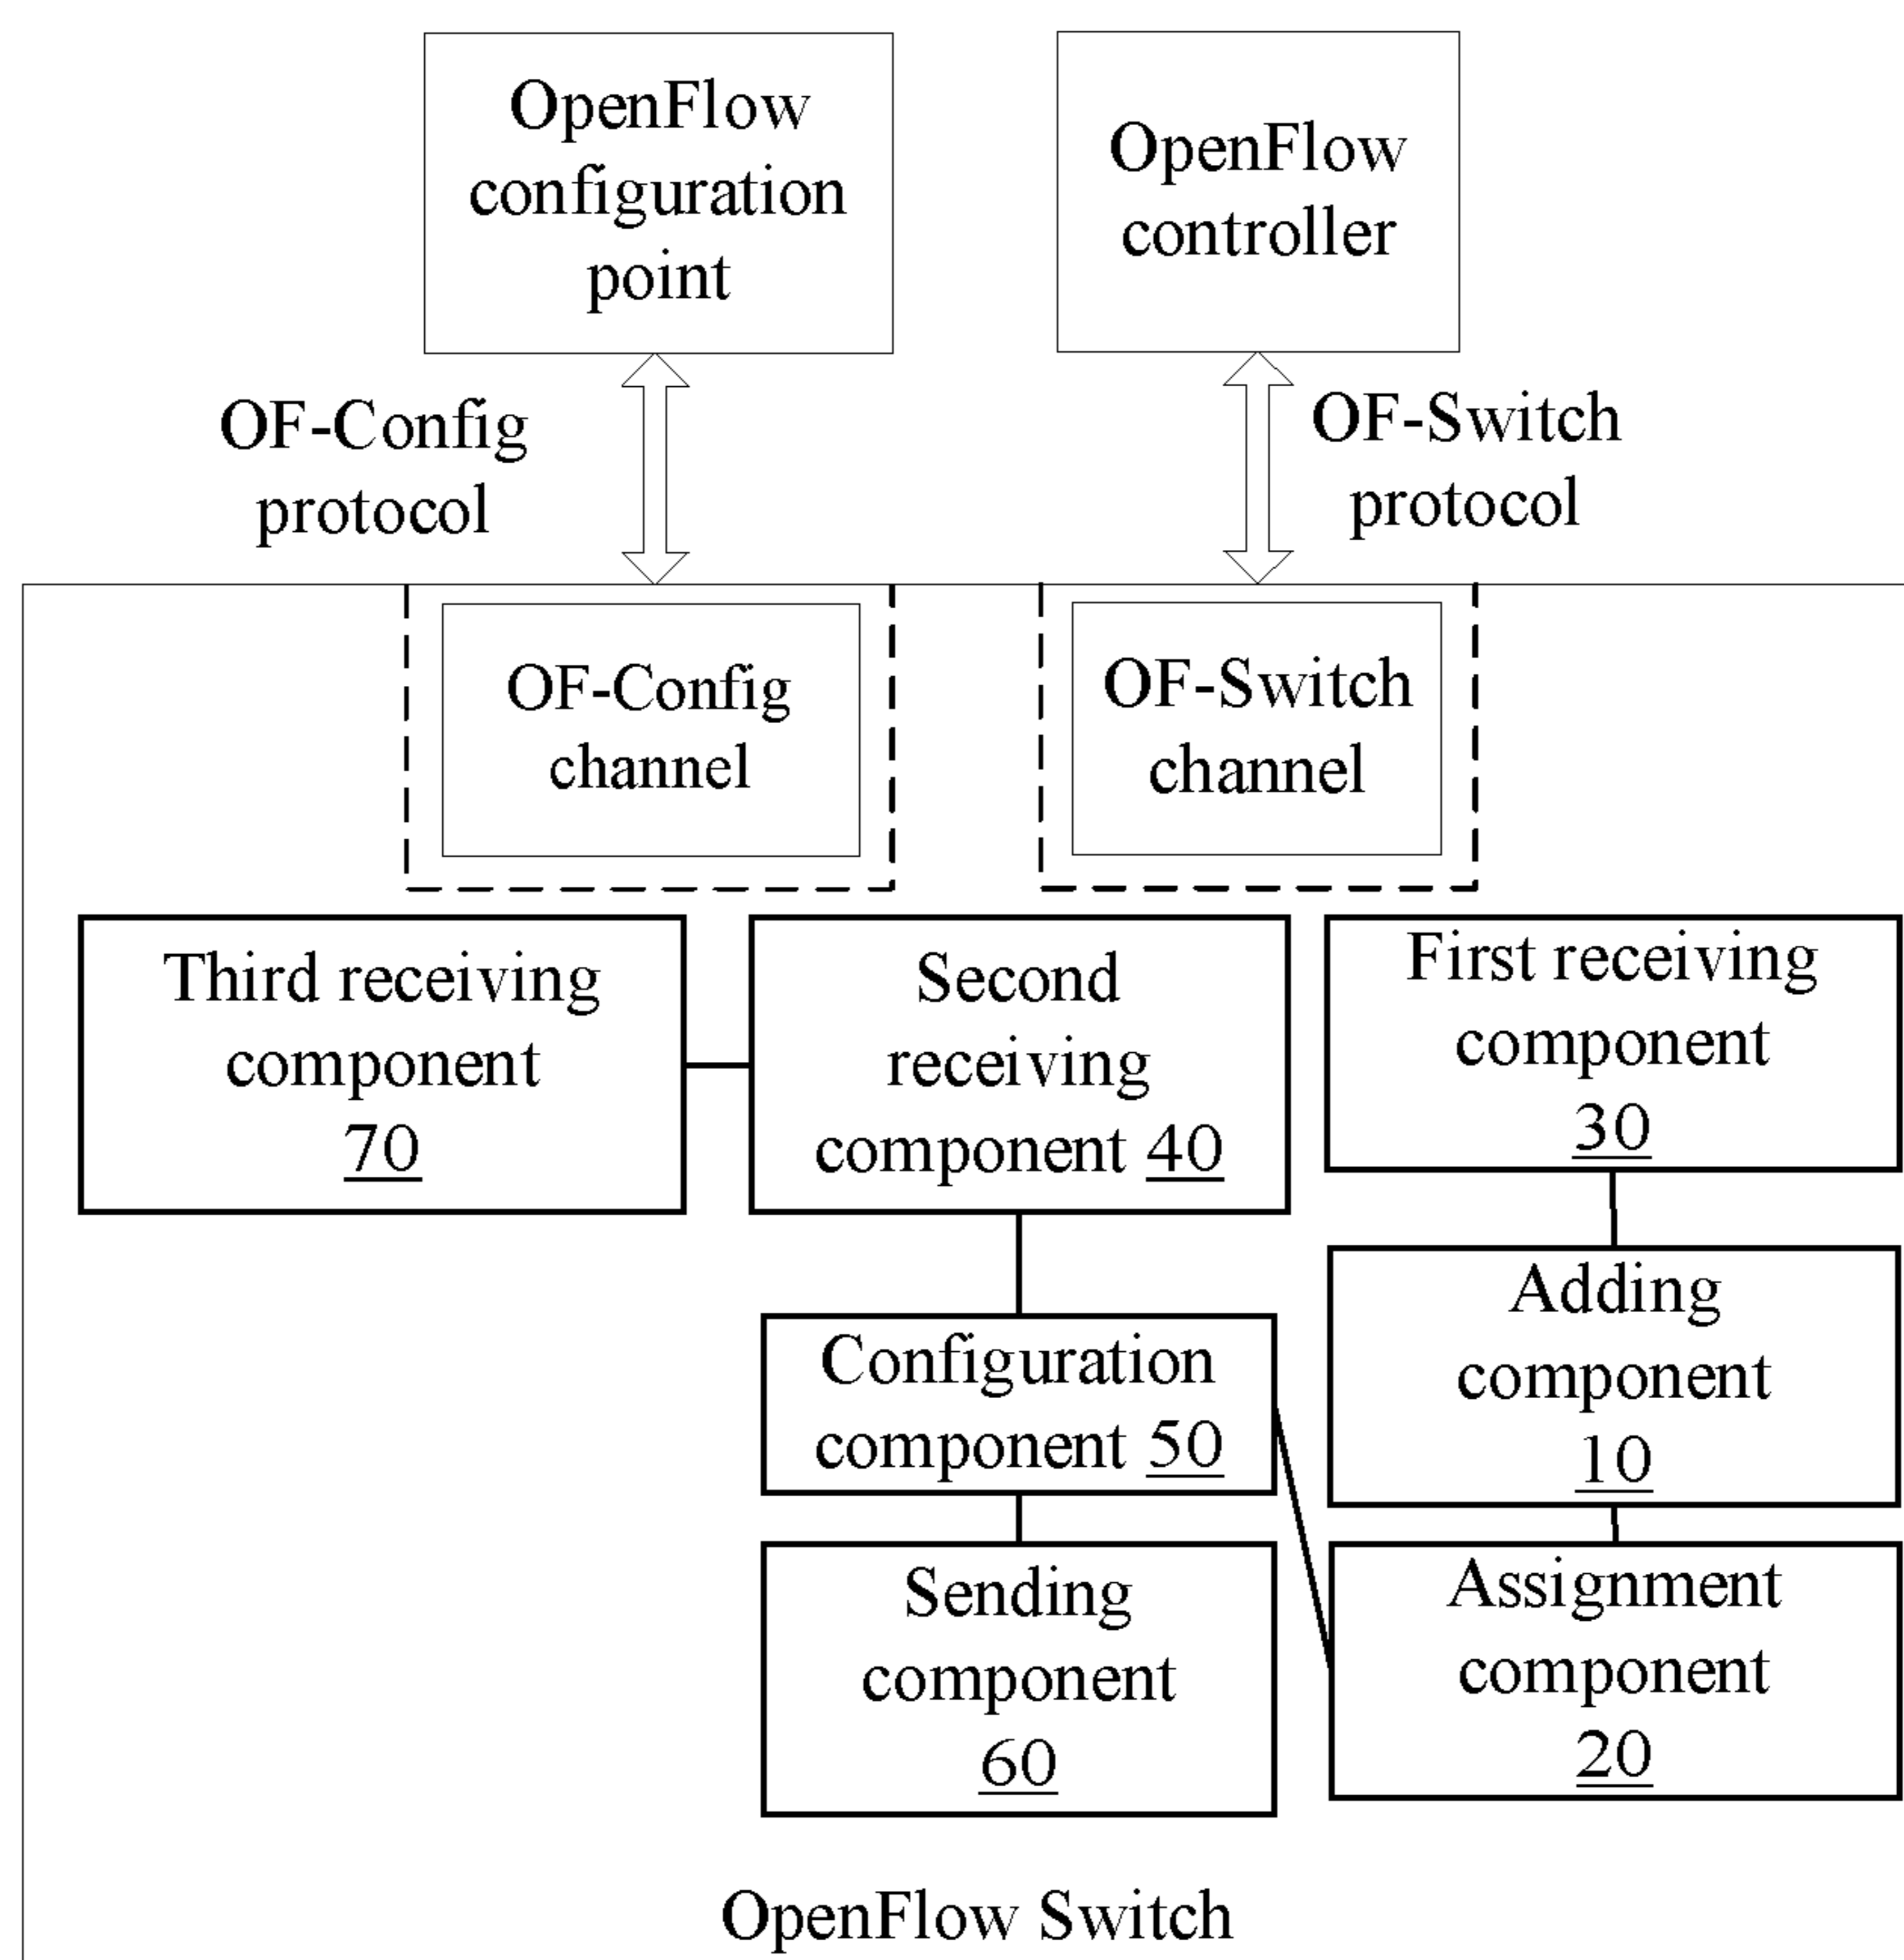 OpenFlow
configuration
point
OpenFlow
controller
OF-Config
protocol
OF-Switch
protocol
OF-Config
channel
OF-Switch
channel
Third receiving
component
70
Second
receiving
component 40
First receiving
component
30
Adding
component
10
Configuration
component 50
Sending
component
60
Assignment
component
20
OpenFlow Switch